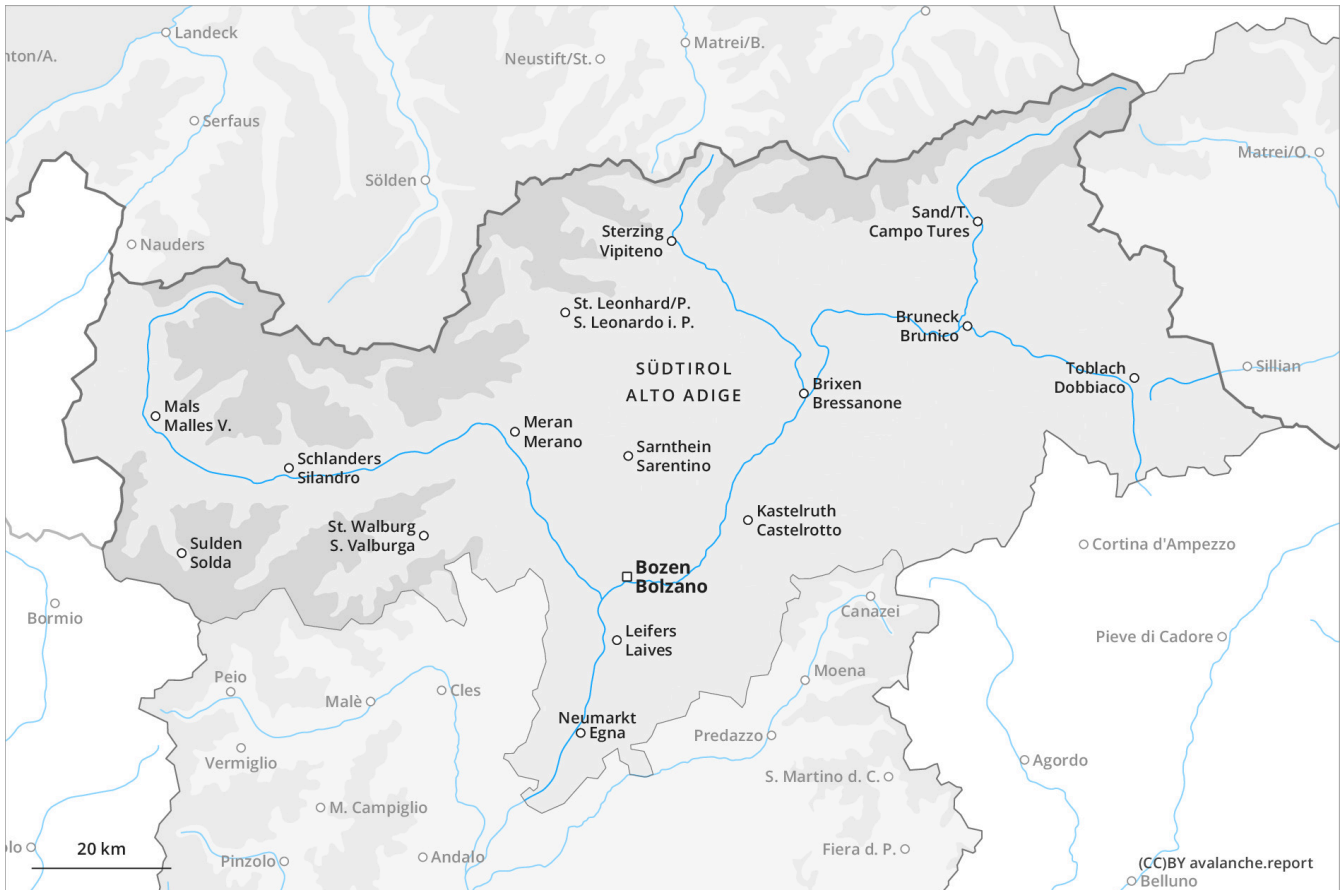 Landeck
nton/A.
Neustift/St.
Matrei/B.
Serfaus
Matrei/O.
Sölden
Nauders
Sterzing
Vipiteno
Sand/T.
Campo Tures
St. Leonhard/P.
S. Leonardo i. P.
Bruneck
Brunico
SÜDTIROL
ALTO ADIGE
Toblach
Dobbiaco
Sillian
Brixen
Bressanone
Mals
Malles V.
Meran
Merano
Schlanders
Silandro
Sarnthein
Sarentino
Kastelruth
Castelrotto
St. Walburg
S. Valburga
Sulden
Solda
Cortina d'Ampezzo
Bozen
Bolzano
Bormio
Canazei
Leifers
Laives
Pieve di Cadore
Peio
Malè
Cles
Moena
Neumarkt
Egna
Predazzo
Vermiglio
Agordo
S. Martino d. C.
M. Campiglio
olo
20 km
Pinzolo
Andalo
Fiera d. P.
(CC)BY avalanche.report
Belluno